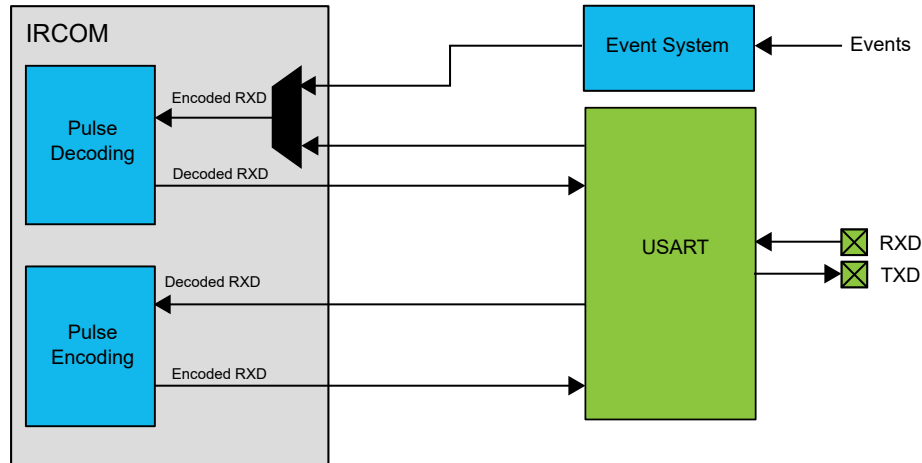 IRCOM
Event System
Events
Encoded RXD
Pulse
Decoding
Decoded RXD
USART
RXD
TXD
Decoded RXD
Pulse
Encoding
Encoded RXD